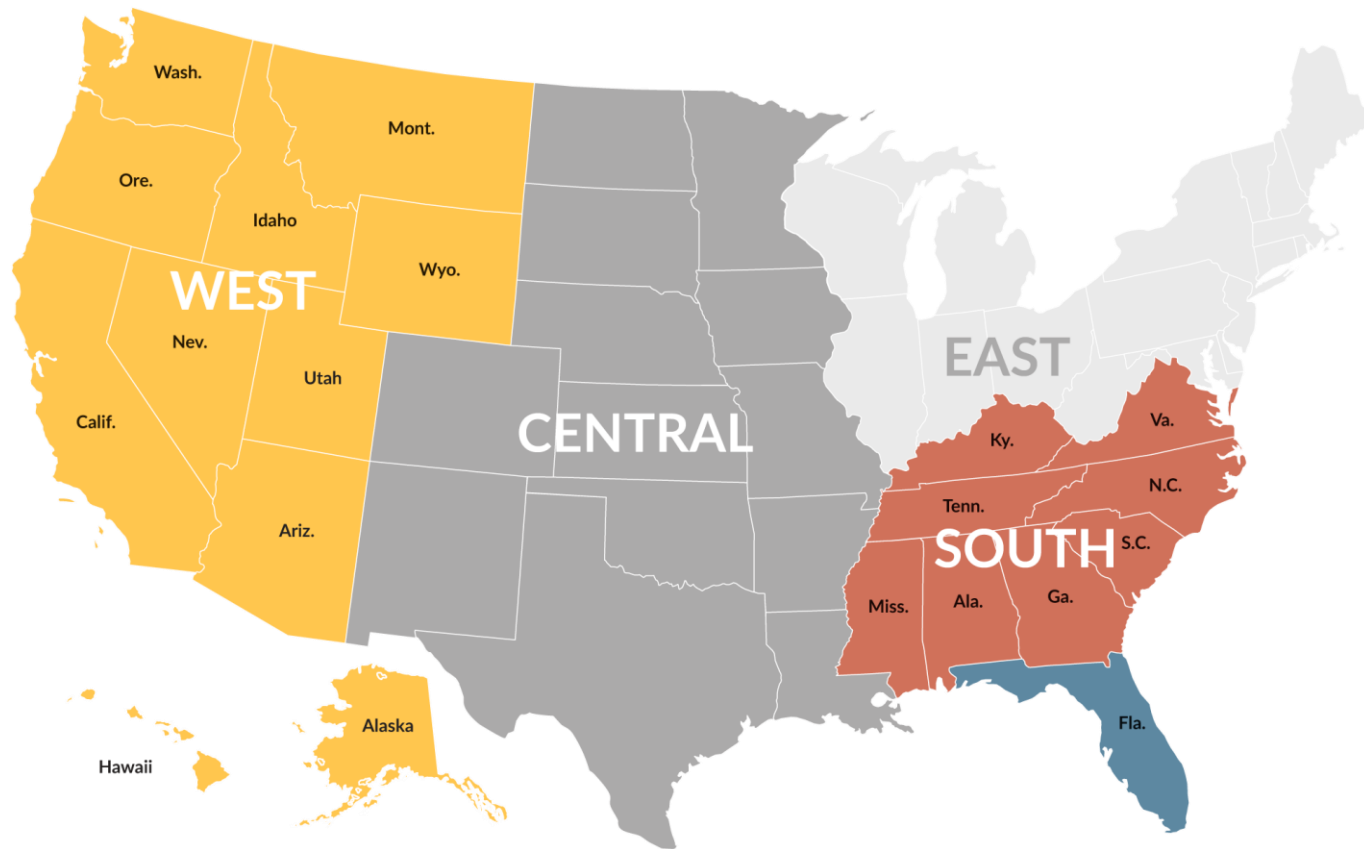 Wash.
Mont.
Ore.
Idaho
Wyo.
WEST
Nev.
EAST
Utah
Calif.
Va.
CENTRAL
Ky.
N.C.
Tenn.
Ariz.
SOUTH
S.C.
Miss.
Ala.
Ga.
Alaska
Fla.
Hawaii